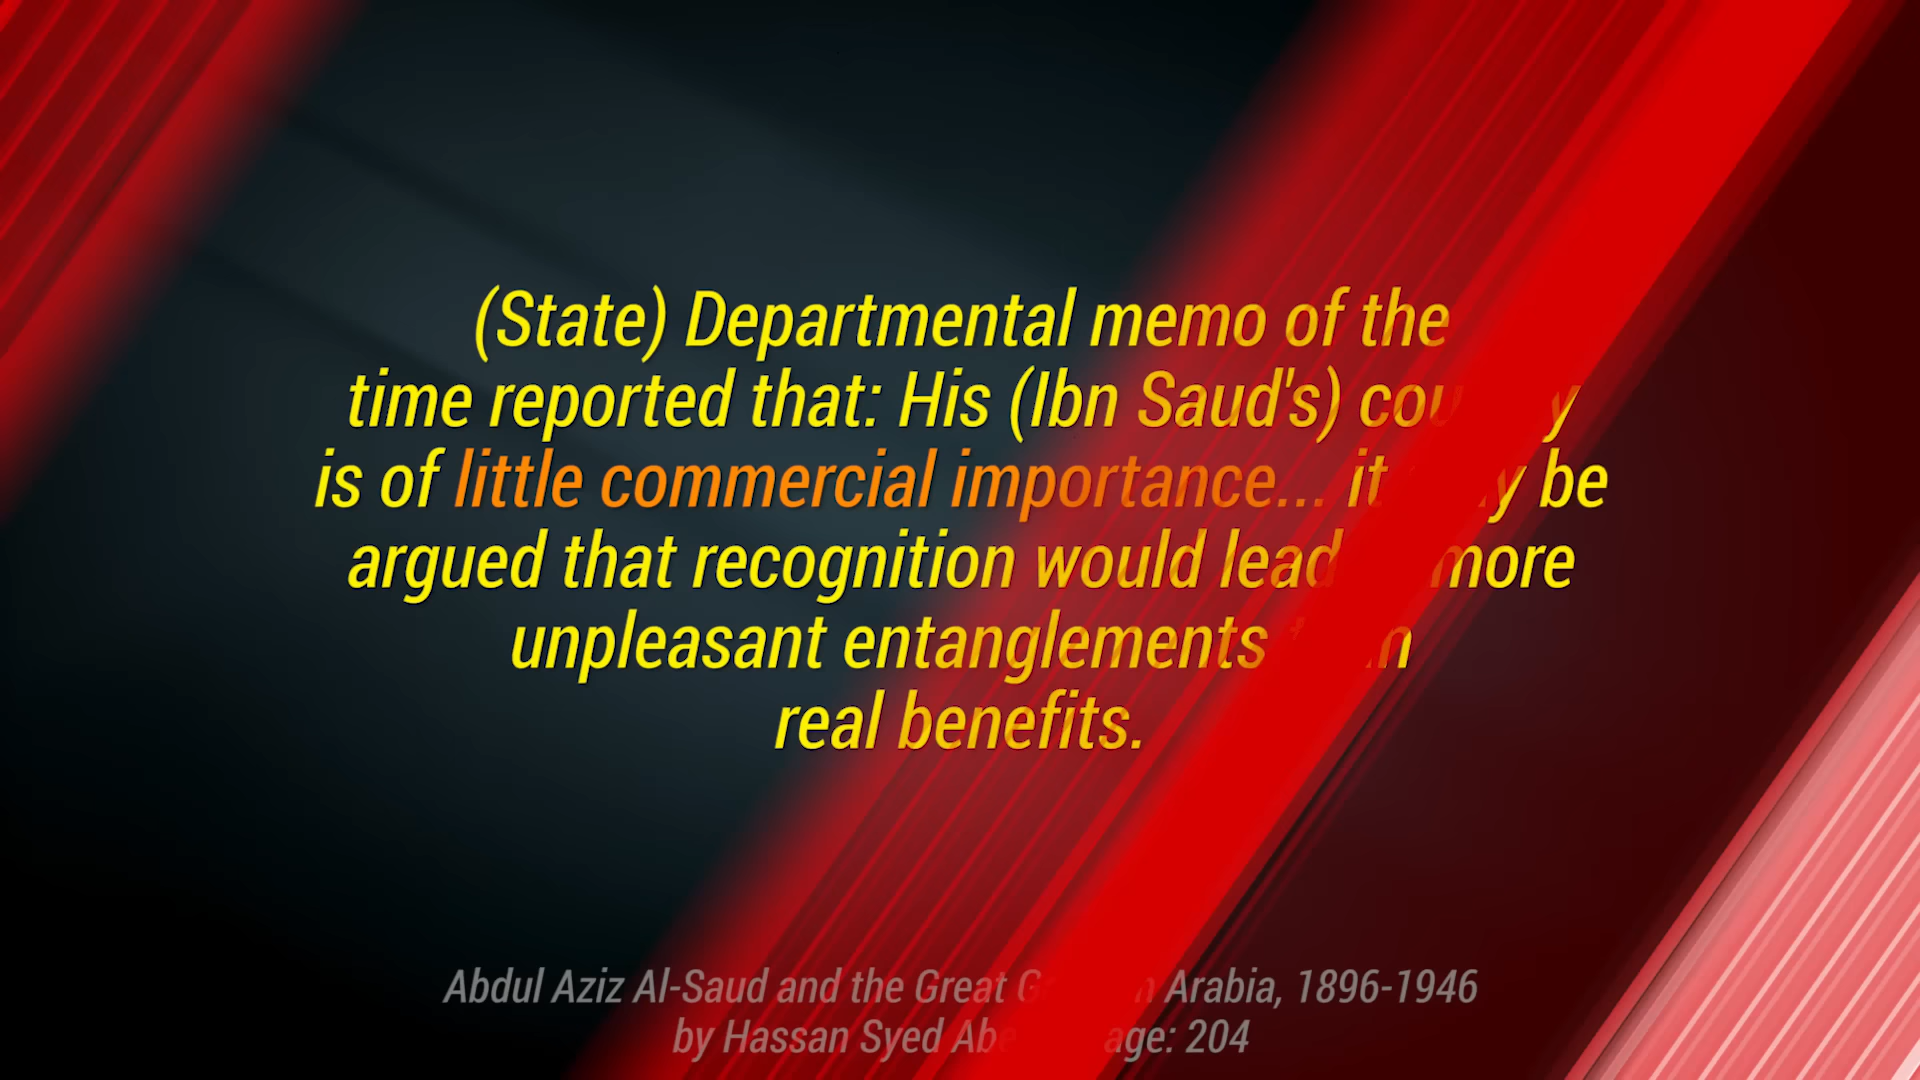 (State) Departmental memo of the
time reported that: His (Ibn Saud's)
is of little commercial importance... it be
argued that recognition would lead more
unpleasant entanglements
real benefits.
Abdul Aziz Al-Saud and the Great Arabia, 1896-1946
by Hassan Syed 204